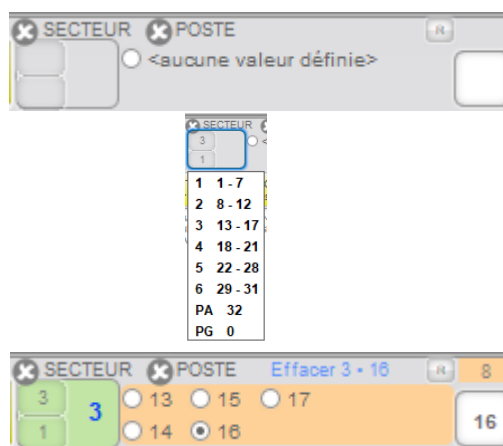 SECTEUR POSTE R
<aucune valeur définie>
SECTEUR
3
1
1 1 - 7
2 8 - 12
3 13 - 17
4 18 - 21
5 22 - 28
6 29 - 31
PA 32
PG 0
SECTEUR POSTE Effacer 3 • 16 R 8
3 3 13 15 17
1 14 16 16